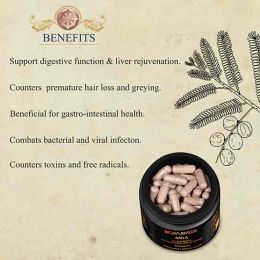 BENEFITS
Support digestive function & liver rejuvenation.
Counters premature hair loss and greying.
Beneficial for gastro-intestinal health.
Combats bacterial and viral infecton.
Counters toxins and free radicals.
AMLA